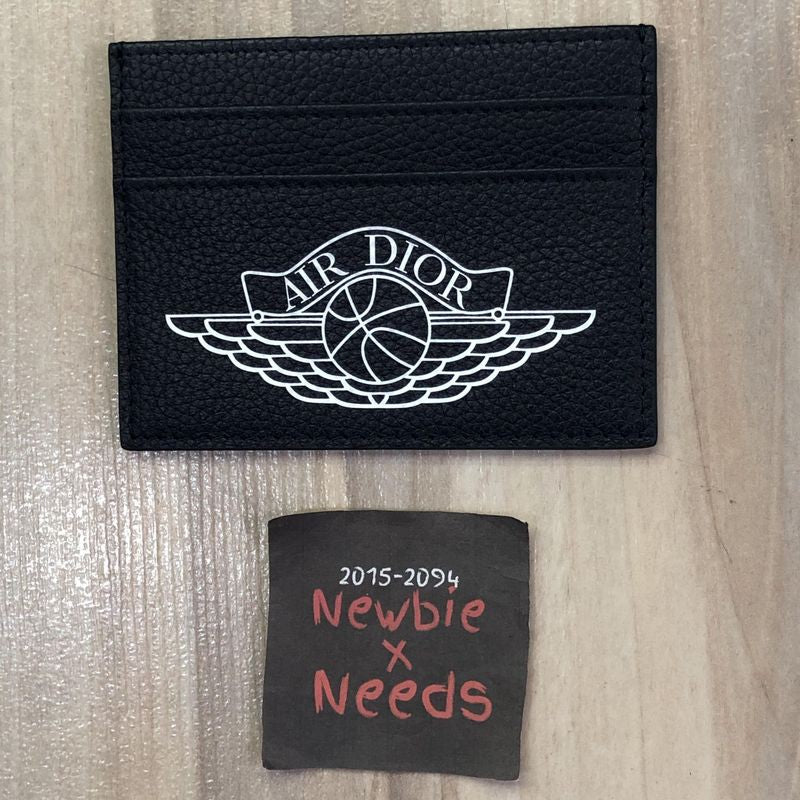 AIR DIOR
2015-2094
Newbie
x
Needs